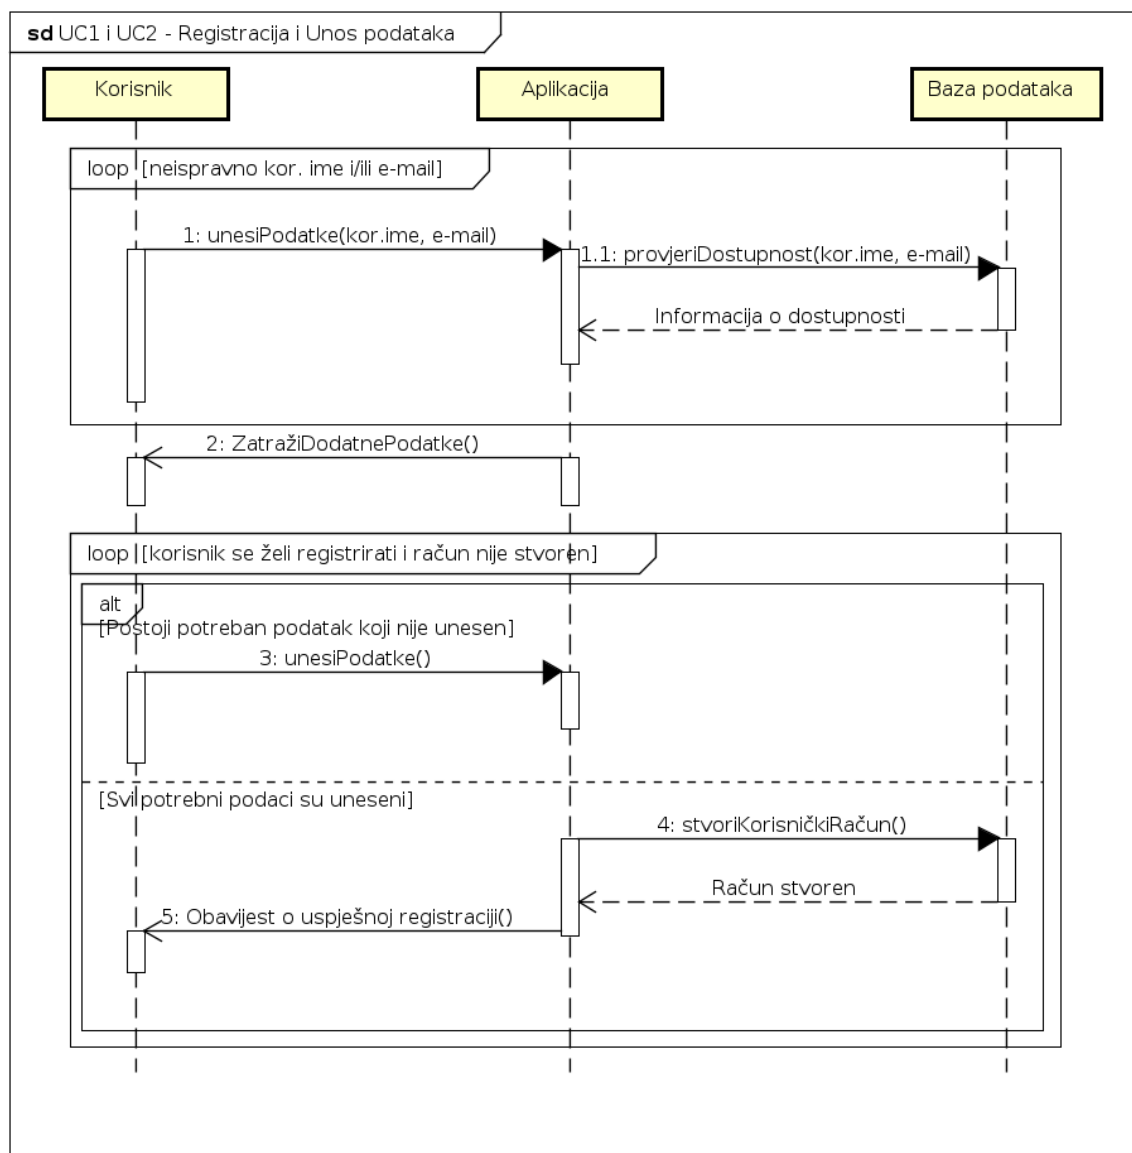 sd UC1 i UC2 - Registracija i Unos podataka
Korisnik
Aplikacija
Baza podataka
loop [neispravno kor. ime i/ili e-mail]
1: unesiPodatke(kor.ime, e-mail)
1.1: provjeriDostupnost(kor.ime, e-mail)
Informacija o dostupnosti
2: ZatražiDodatnePodatke()
loop [korisnik se želi registrirati i račun nije stvoren]
alt
[Postoji potreban podatak koji nije unesen]
3: unesiPodatke()
[Svi potrebni podaci su uneseni]
4: stvoriKorisničkiRačun()
Račun stvoren
5: Obavijest o uspješnoj registraciji()